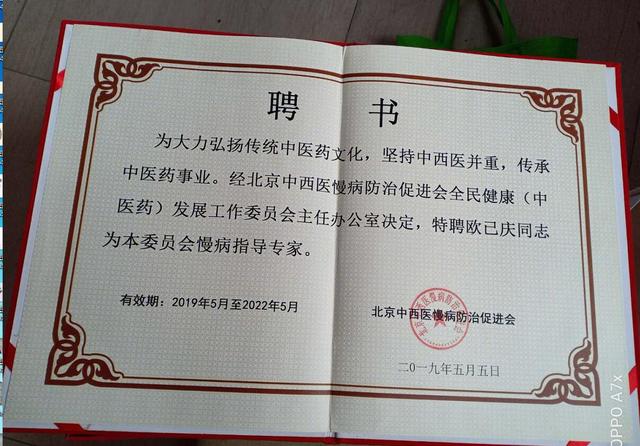 聘 书
为大力弘扬传统中医药文化，坚持中西医并重，传承
中医药事业。经北京中西医慢病防治促进会全民健康（中
医药）发展工作委员会主任办公室决定，特聘欧已庆同志
为本委员会慢病指导专家。
有效期：2019年5月至2022年5月
北京中西医慢病防治促进会
二〇一九年五月五日
OPPO A7x